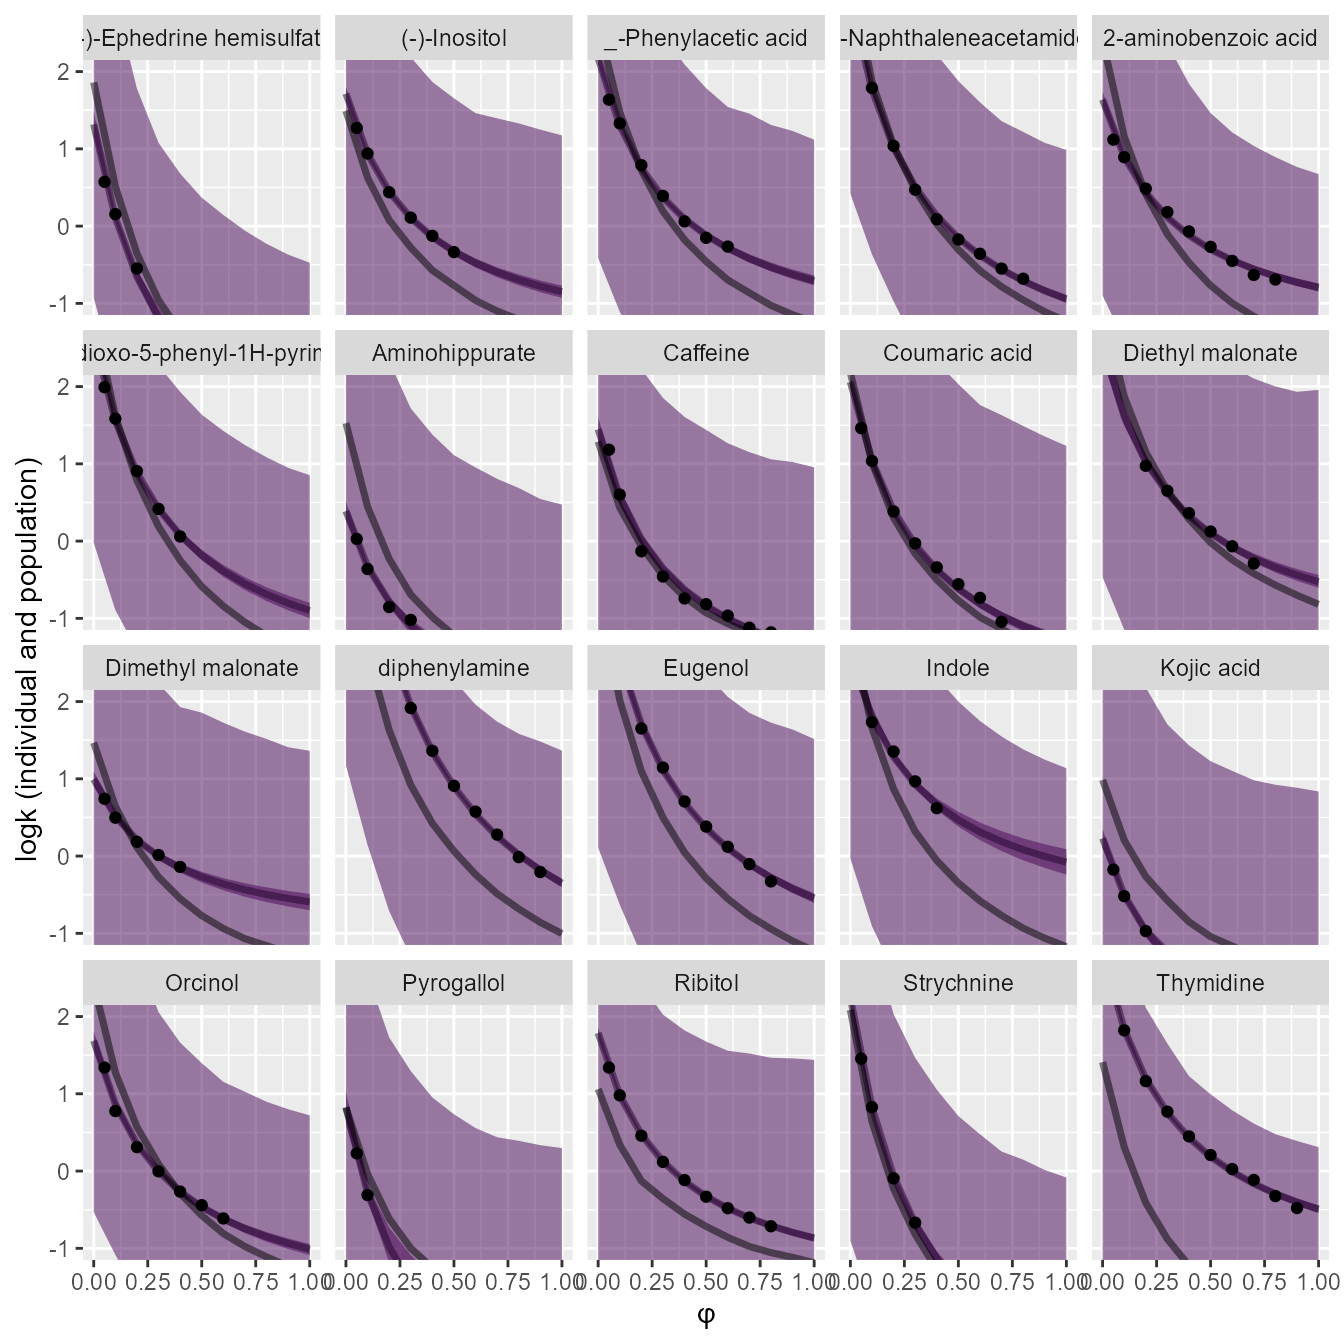 -)-Ephedrine hemisulfat (-)-Inositol _-Phenylacetic acid -Naphthaleneacetamide 2-aminobenzoic acid
2
1
0
-1
dioxo-5-phenyl-1H-pyrim Aminohippurate Caffeine Coumaric acid Diethyl malonate
2
1
0
-1
logk (individual and population)
Dimethyl malonate diphenylamine Eugenol Indole Kojic acid
2
1
0
-1
Orcinol Pyrogallol Ribitol Strychnine Thymidine
2
1
0
-1
0.00 0.25 0.50 0.75 1.00 0.00 0.25 0.50 0.75 1.00 0.00 0.25 0.50 0.75 1.00 0.00 0.25 0.50 0.75 1.00 0.00 0.25 0.50 0.75 1.00
φ